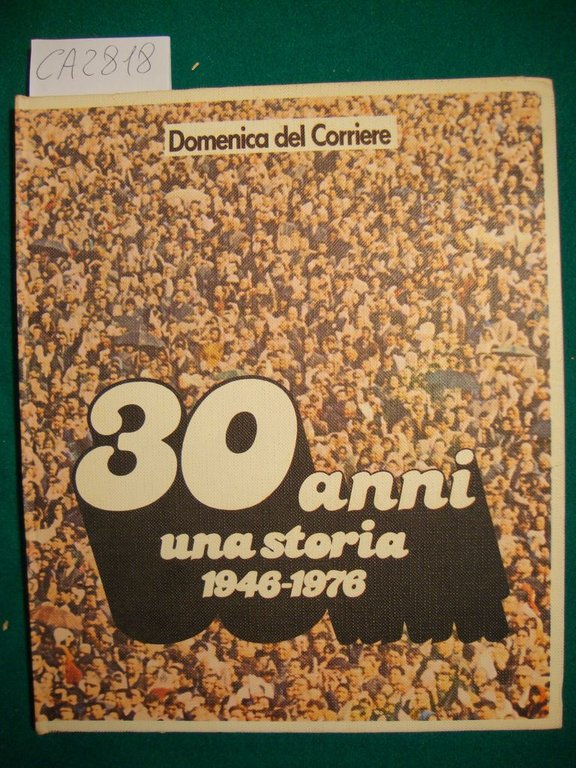 CA2818
Domenica del Corriere
30 anni
una storia
1946-1976